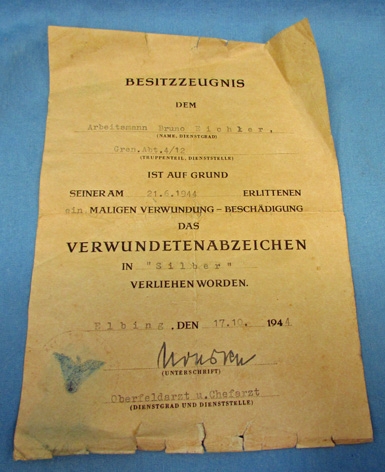 BESITZZEUGNIS
DEM
Arbeitsmann Bruno Eichler,
(NAME, DIENSTGRAD)
Gren.Abt.4/12
(TRUPPENTEIL, DIENSTSTELLE)
IST AUF GRUND
SEINER AM 21.6.1944 ERLITTENEN
ein MALIGEN VERWUNDUNG – BESCHÄDIGUNG
DAS
VERWUNDETENABZEICHEN
IN "Silber"
VERLIEHEN WORDEN.
Elbing, DEN 17.10. 1944
(UNTERSCHRIFT)
Oberfeldarzt u.Chefarzt
(DIENSTGRAD UND DIENSTSTELLE)